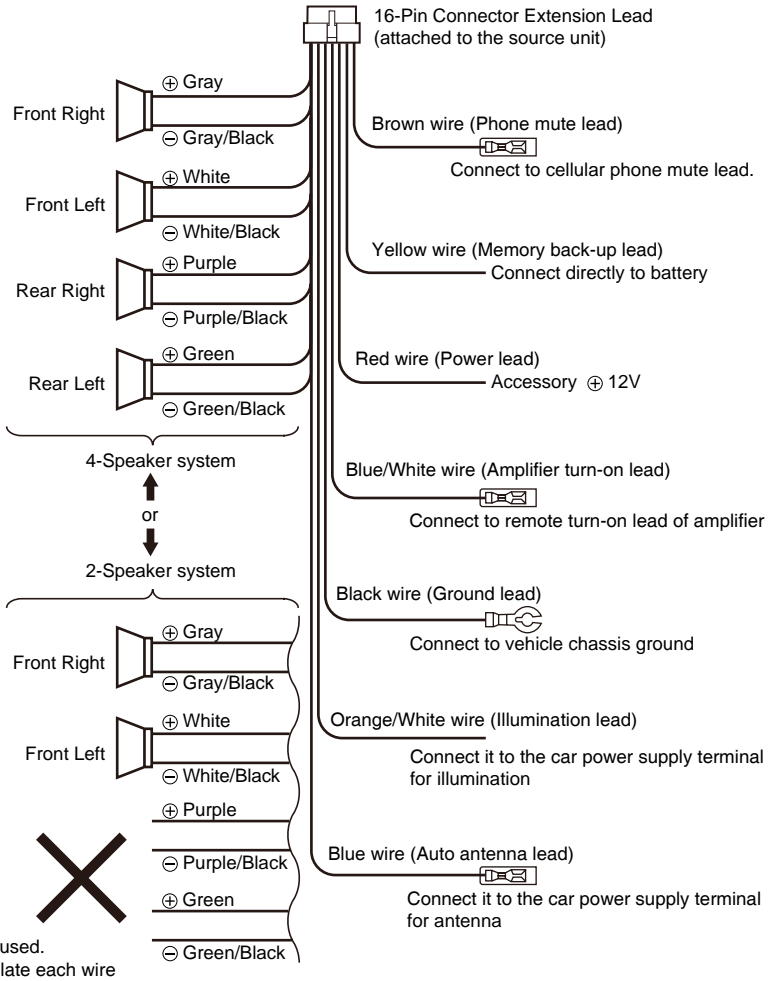 16-Pin Connector Extension Lead
(attached to the source unit)
⊕ Gray
Front Right
⊖ Gray/Black
⊕ White
Front Left
⊖ White/Black
⊕ Purple
Rear Right
⊖ Purple/Black
⊕ Green
Rear Left
⊖ Green/Black
4-Speaker system
or
2-Speaker system
⊕ Gray
Front Right
⊖ Gray/Black
⊕ White
Front Left
⊖ White/Black
⊕ Purple
⊖ Purple/Black
⊕ Green
⊖ Green/Black
used.
late each wire
Brown wire (Phone mute lead)
Connect to cellular phone mute lead.
Yellow wire (Memory back-up lead)
Connect directly to battery
Red wire (Power lead)
Accessory ⊕ 12V
Blue/White wire (Amplifier turn-on lead)
Connect to remote turn-on lead of amplifier
Black wire (Ground lead)
Connect to vehicle chassis ground
Orange/White wire (Illumination lead)
Connect it to the car power supply terminal
for illumination
Blue wire (Auto antenna lead)
Connect it to the car power supply terminal
for antenna